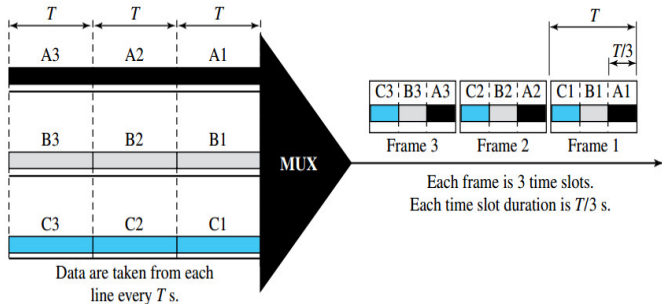 T T T
A3 A2 A1
B3 B2 B1
C3 C2 C1
Data are taken from each
line every T s.
MUX
T
T/3
C3 B3 A3 C2 B2 A2 C1 B1 A1
Frame 3 Frame 2 Frame 1
Each frame is 3 time slots.
Each time slot duration is T/3 s.